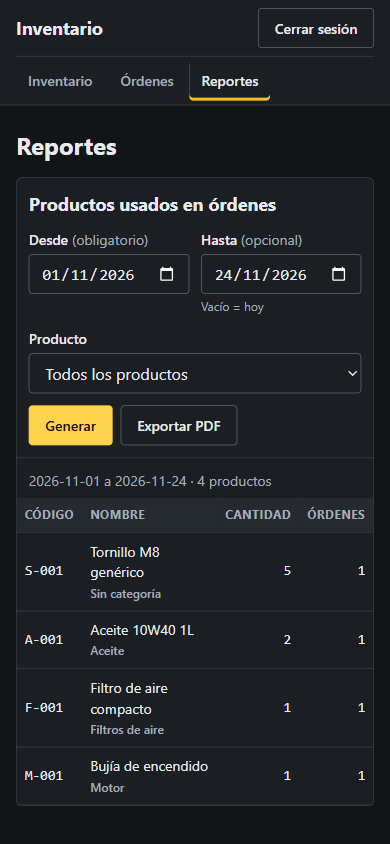 Inventario
Cerrar sesión
Inventario Órdenes Reportes
Reportes
Productos usados en órdenes
Desde (obligatorio) Hasta (opcional)
01/11/2026 24/11/2026
Vacío = hoy
Producto
Todos los productos
Generar Exportar PDF
2026-11-01 a 2026-11-24 · 4 productos
CÓDIGO NOMBRE CANTIDAD ÓRDENES
S-001 Tornillo M8 genérico 5 1
Sin categoría
A-001 Aceite 10W40 1L 2 1
Aceite
F-001 Filtro de aire compacto 1 1
Filtros de aire
M-001 Bujía de encendido 1 1
Motor